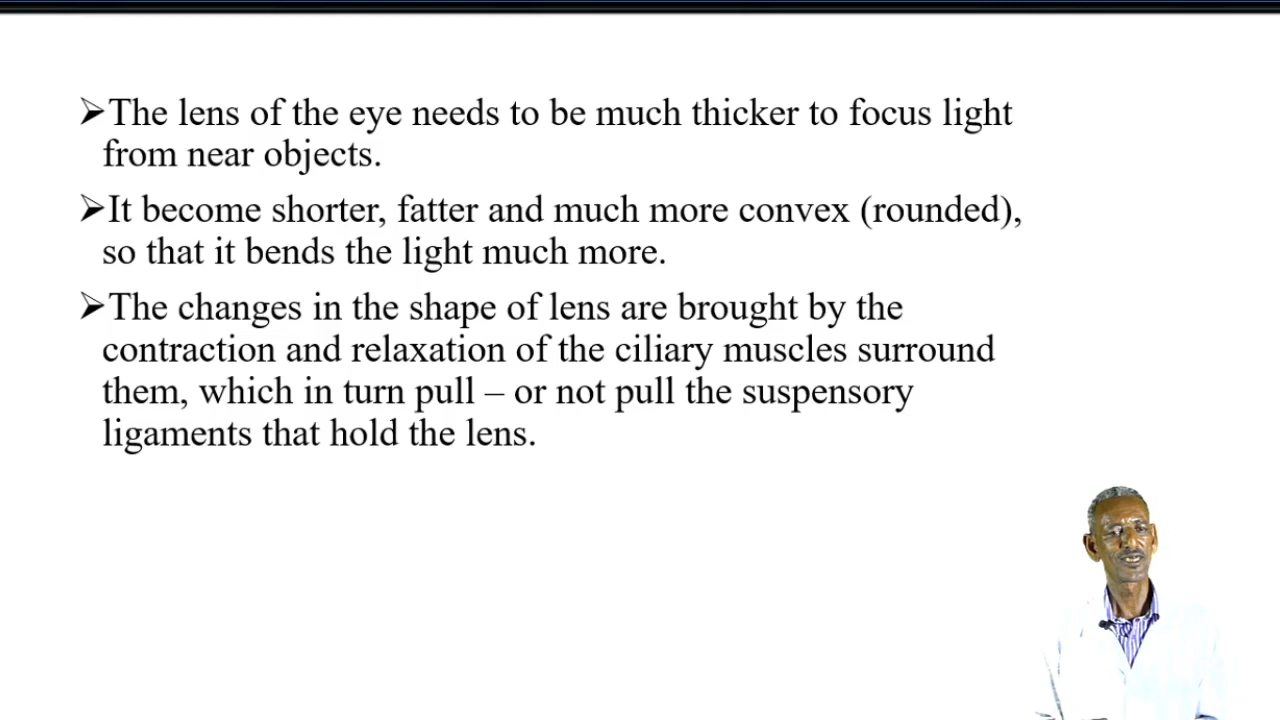 ➢The lens of the eye needs to be much thicker to focus light
from near objects.
➢It become shorter, fatter and much more convex (rounded),
so that it bends the light much more.
➢The changes in the shape of lens are brought by the
contraction and relaxation of the ciliary muscles surround
them, which in turn pull – or not pull the suspensory
ligaments that hold the lens.